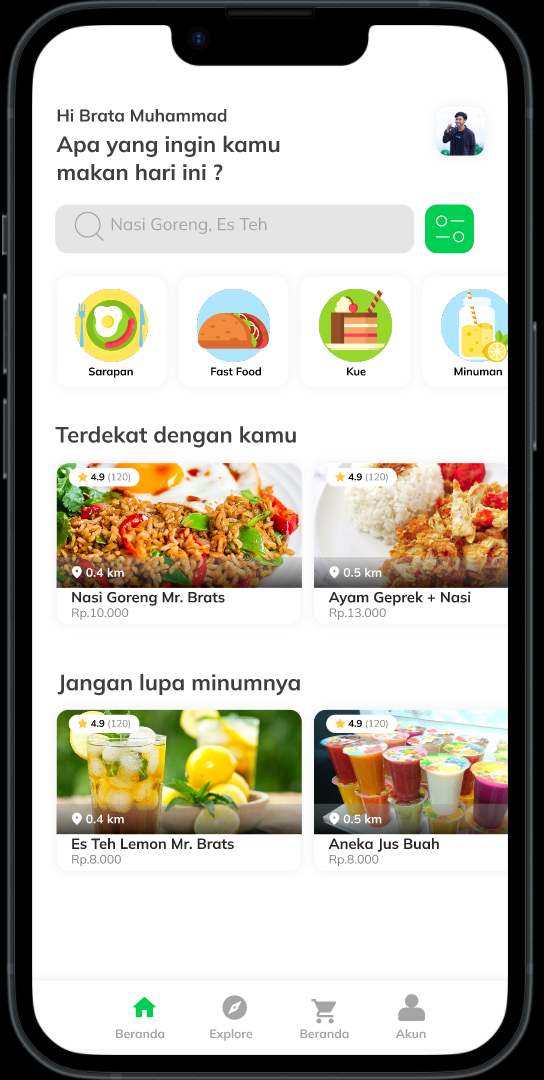 Hi Brata Muhammad
Apa yang ingin kamu
makan hari ini ?
Nasi Goreng, Es Teh
Sarapan
Fast Food
Kue
Minuman
Terdekat dengan kamu
4.9 (120)
4.9 (120)
0.4 km
0.5 km
Nasi Goreng Mr. Brats
Rp.10.000
Ayam Geprek + Nasi
Rp.13.000
Jangan lupa minumnya
4.9 (120)
4.9 (120)
0.4 km
0.5 km
Es Teh Lemon Mr. Brats
Rp.8.000
Aneka Jus Buah
Rp.8.000
Beranda
Explore
Beranda
Akun